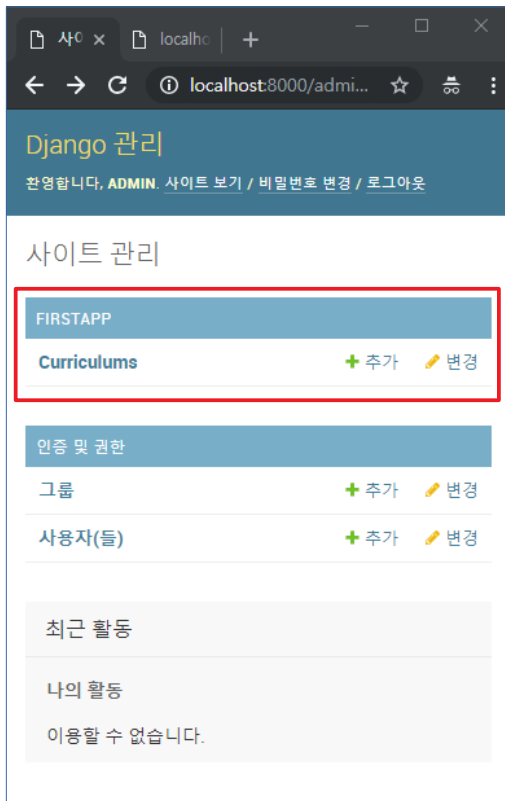 사이
localho
localhost:8000/admi...
Django 관리
환영합니다, ADMIN. 사이트 보기 / 비밀번호 변경 / 로그아웃
사이트 관리
FIRSTAPP
Curriculums 추가 변경
인증 및 권한
그룹 추가 변경
사용자(들) 추가 변경
최근 활동
나의 활동
이용할 수 없습니다.